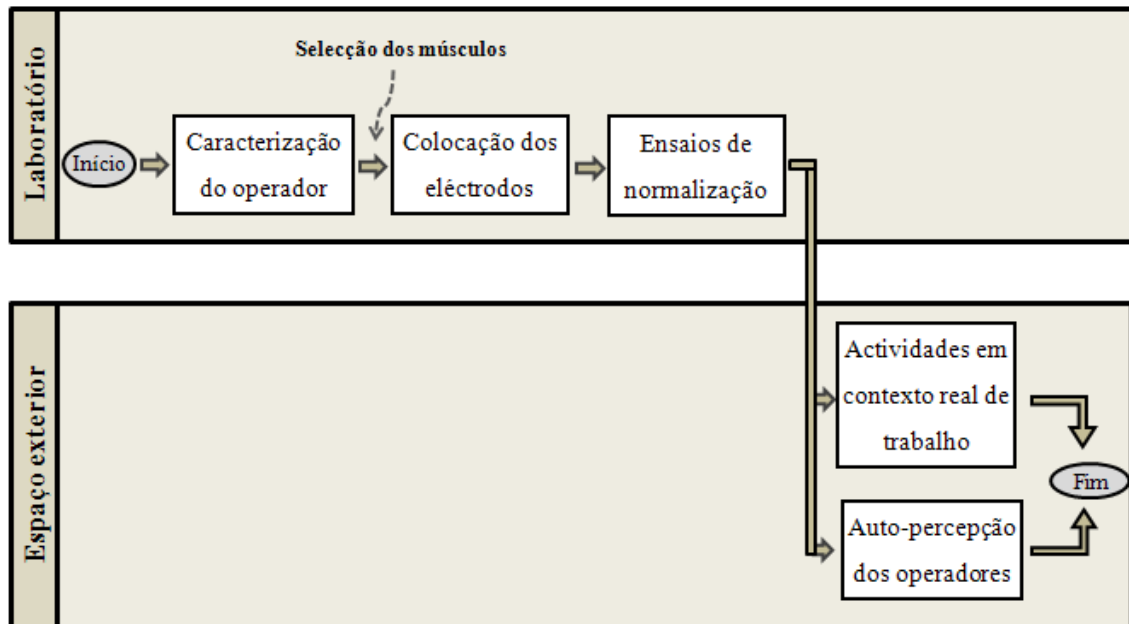 Laboratório
Selecção dos músculos
Início
Caracterização
do operador
Colocação dos
eléctrodos
Ensaios de
normalização
Espaço exterior
Actividades em
contexto real de
trabalho
Fim
Auto-percepção
dos operadores